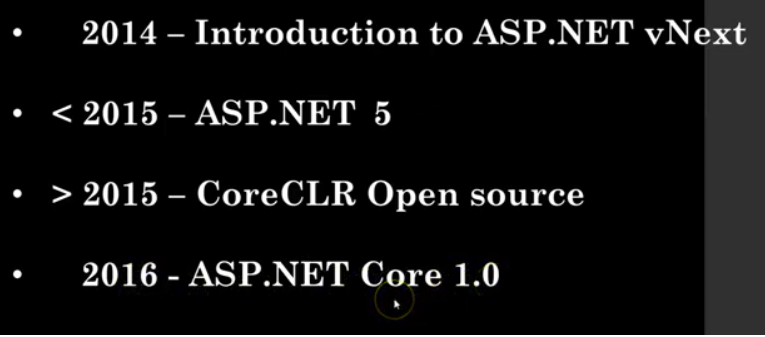 • 2014 – Introduction to ASP.NET vNext
• < 2015 – ASP.NET 5
• > 2015 – CoreCLR Open source
• 2016 - ASP.NET Core 1.0